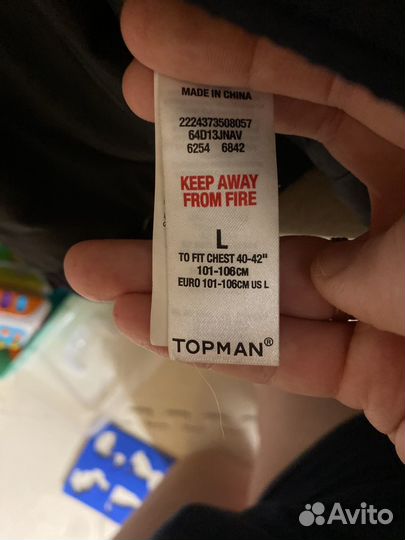 MADE IN CHINA
2224373508057
64D13JNAV
6254 6842
KEEP AWAY
FROM FIRE
L
TO FIT CHEST 40-42"
101-106CM
EURO 101-106CM US L
TOPMAN®
Avito